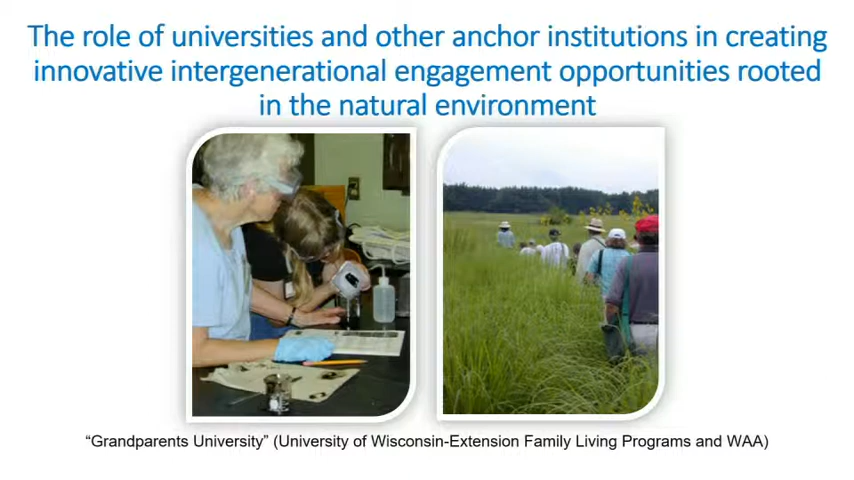 The role of universities and other anchor institutions in creating
innovative intergenerational engagement opportunities rooted
in the natural environment
“Grandparents University” (University of Wisconsin-Extension Family Living Programs and WAA)